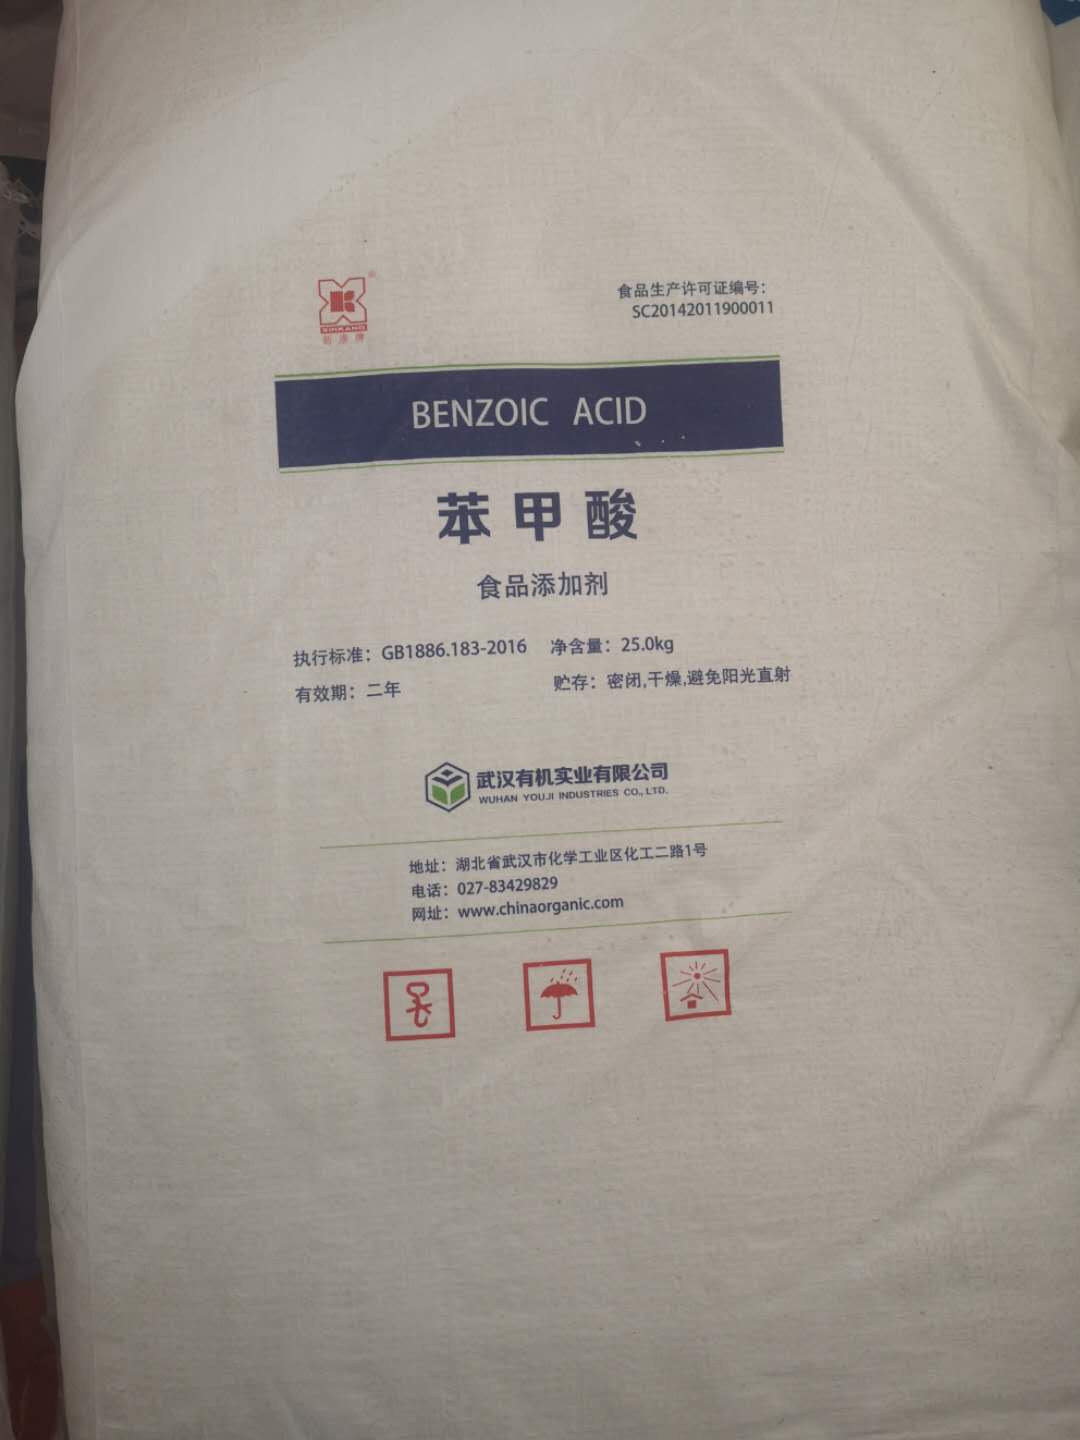 XINKANG
新康牌
食品生产许可证编号：
SC20142011900011
BENZOIC ACID
苯甲酸
食品添加剂
执行标准：GB1886.183-2016 净含量：25.0kg
有效期：二年 贮存：密闭,干燥,避免阳光直射
武汉有机实业有限公司
WUHAN YOUJI INDUSTRIES CO., LTD.
地址：湖北省武汉市化学工业区化工二路1号
电话：027-83429829
网址：www.chinaorganic.com